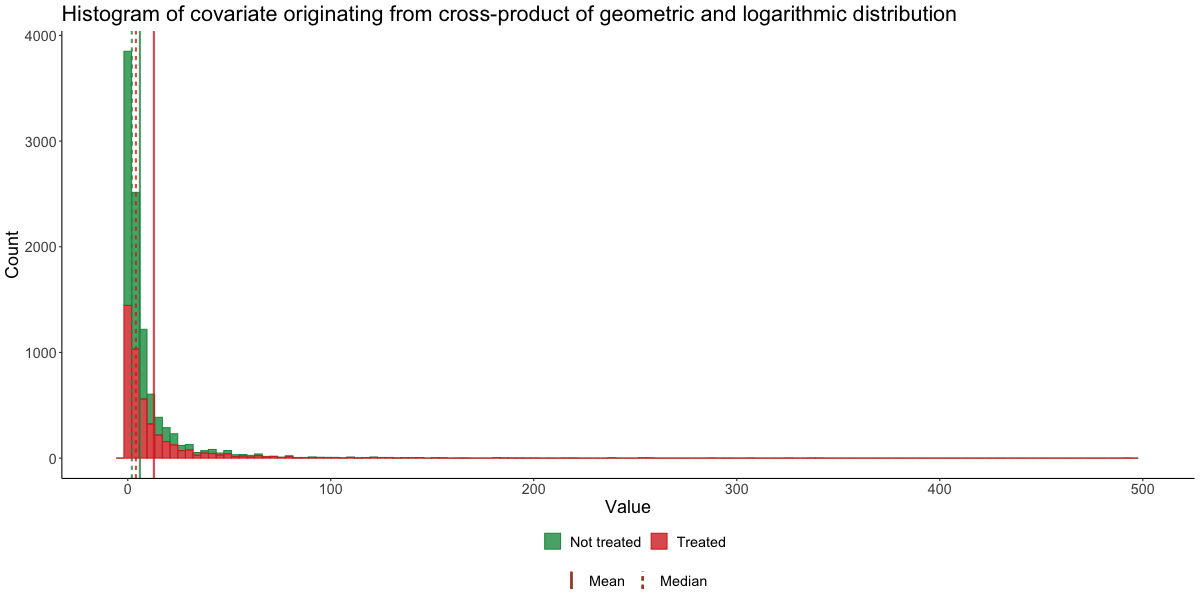 Histogram of covariate originating from cross-product of geometric and logarithmic distribution
4000
3000
2000
1000
0
Count
0 100 200 300 400 500
Value
Not treated Treated
Mean Median